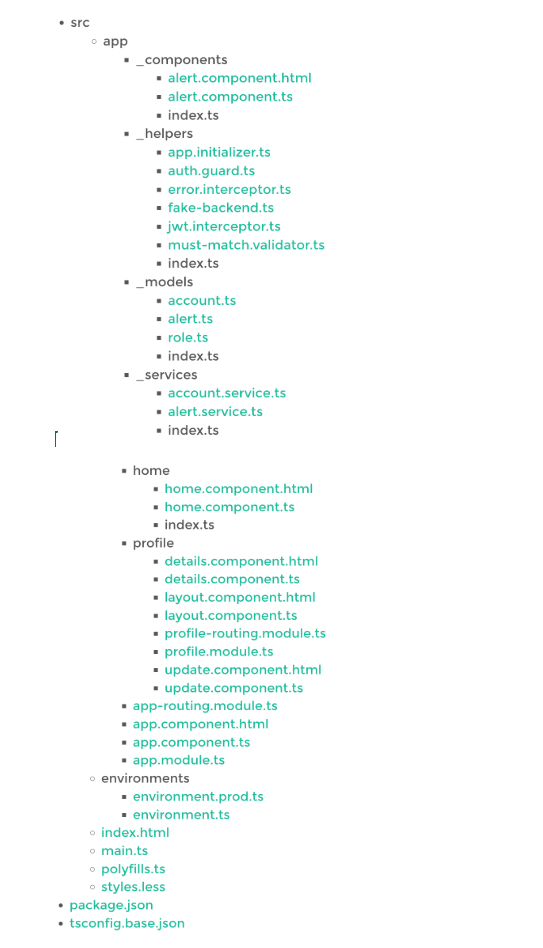 src
app
_components
alert.component.html
alert.component.ts
index.ts
_helpers
app.initializer.ts
auth.guard.ts
error.interceptor.ts
fake-backend.ts
jwt.interceptor.ts
must-match.validator.ts
index.ts
_models
account.ts
alert.ts
role.ts
index.ts
_services
account.service.ts
alert.service.ts
index.ts
home
home.component.html
home.component.ts
index.ts
profile
details.component.html
details.component.ts
layout.component.html
layout.component.ts
profile-routing.module.ts
profile.module.ts
update.component.html
update.component.ts
app-routing.module.ts
app.component.html
app.component.ts
app.module.ts
environments
environment.prod.ts
environment.ts
index.html
main.ts
polyfills.ts
styles.less
package.json
tsconfig.base.json